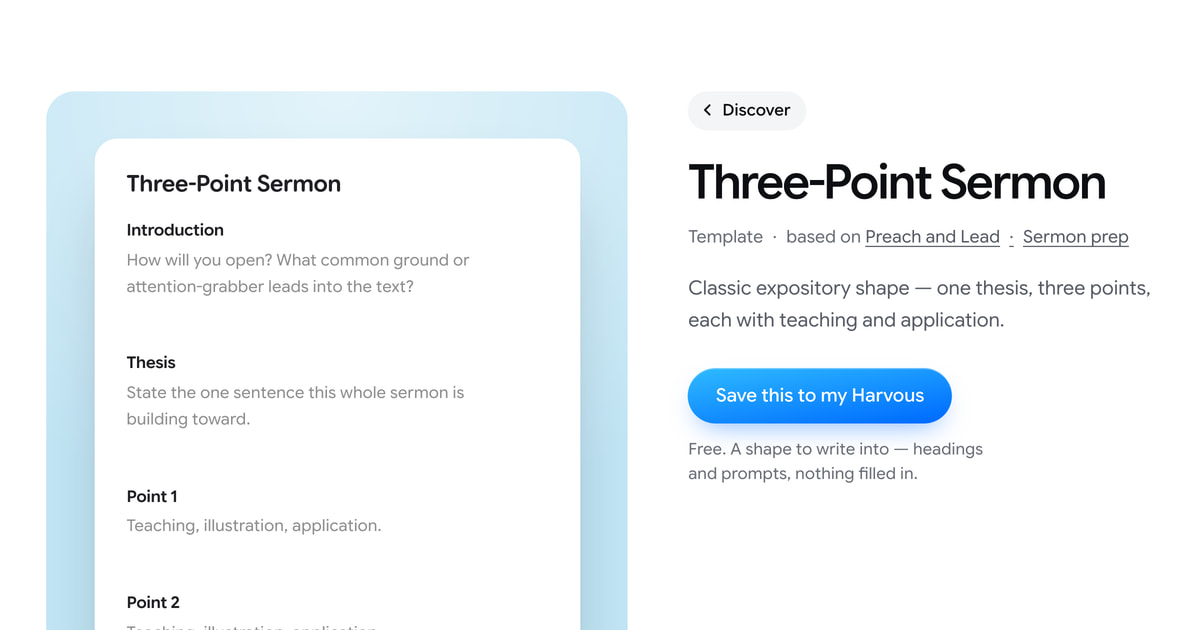 Three-Point Sermon
Introduction
How will you open? What common ground or
attention-grabber leads into the text?
Thesis
State the one sentence this whole sermon is
building toward.
Point 1
Teaching, illustration, application.
Point 2
Discover
Three-Point Sermon
Template · based on Preach and Lead · Sermon prep
Classic expository shape — one thesis, three points,
each with teaching and application.
Save this to my Harvous
Free. A shape to write into — headings
and prompts, nothing filled in.